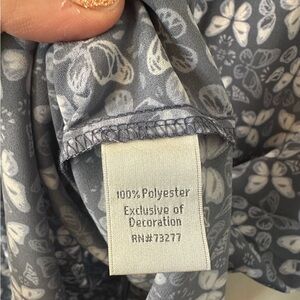 100% Polyester
Exclusive of
Decoration
RN#73277